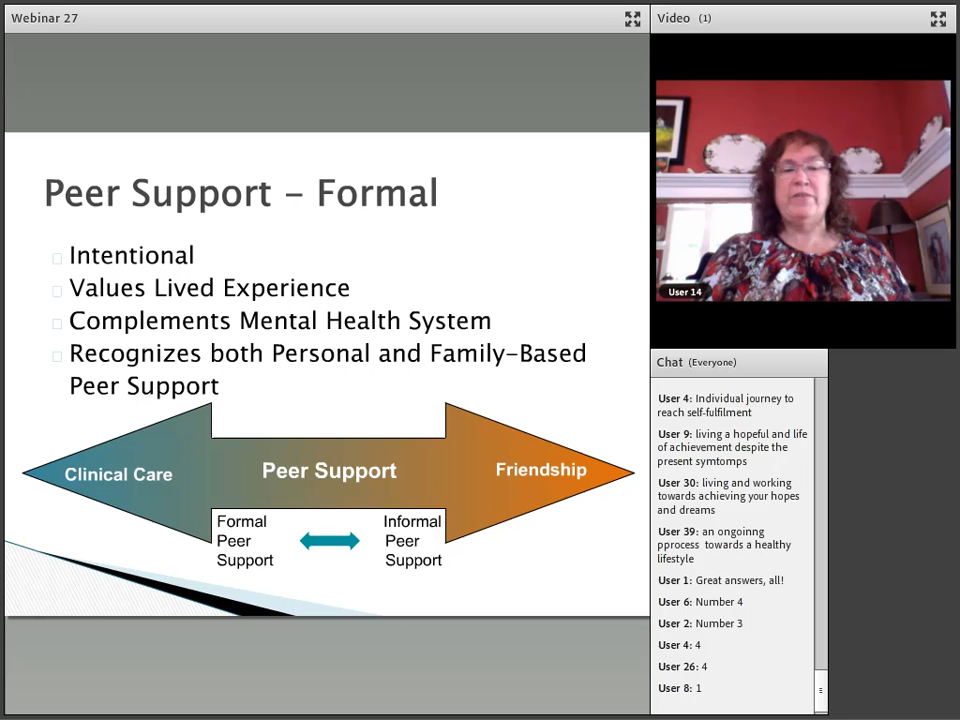 Webinar 27
Peer Support – Formal
Intentional
Values Lived Experience
Complements Mental Health System
Recognizes both Personal and Family-Based
Peer Support
Clinical Care
Peer Support
Friendship
Formal
Peer
Support
Informal
Peer
Support
Video (1)
User 14
Chat (Everyone)
User 4: Individual journey to
reach self-fulfilment
User 9: living a hopeful and life
of achievement despite the
present symtomps
User 30: living and working
towards achieving your hopes
and dreams
User 39: an ongoinng
pprocess towards a healthy
lifestyle
User 1: Great answers, all!
User 6: Number 4
User 2: Number 3
User 4: 4
User 26: 4
User 8: 1